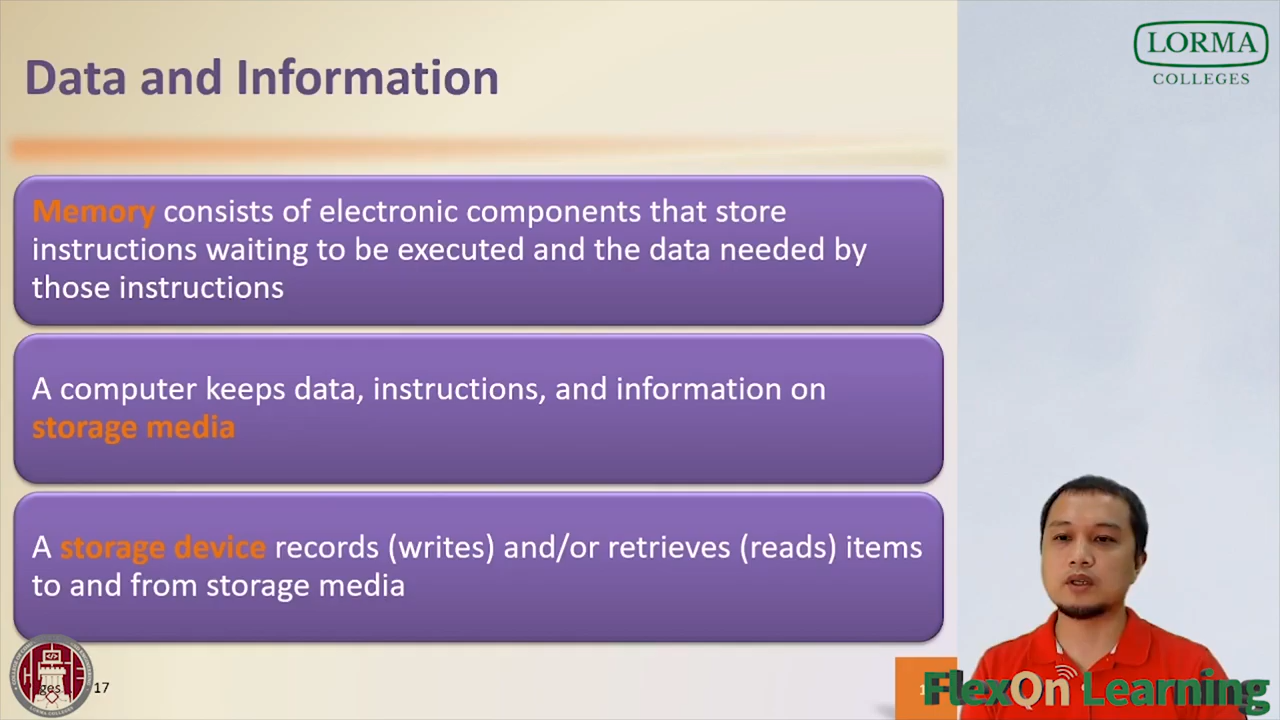 Data and Information
LORMA
COLLEGES
Memory consists of electronic components that store
instructions waiting to be executed and the data needed by
those instructions
A computer keeps data, instructions, and information on
storage media
A storage device records (writes) and/or retrieves (reads) items
to and from storage media
17
LORMA COLLEGES
FlexOn Learning